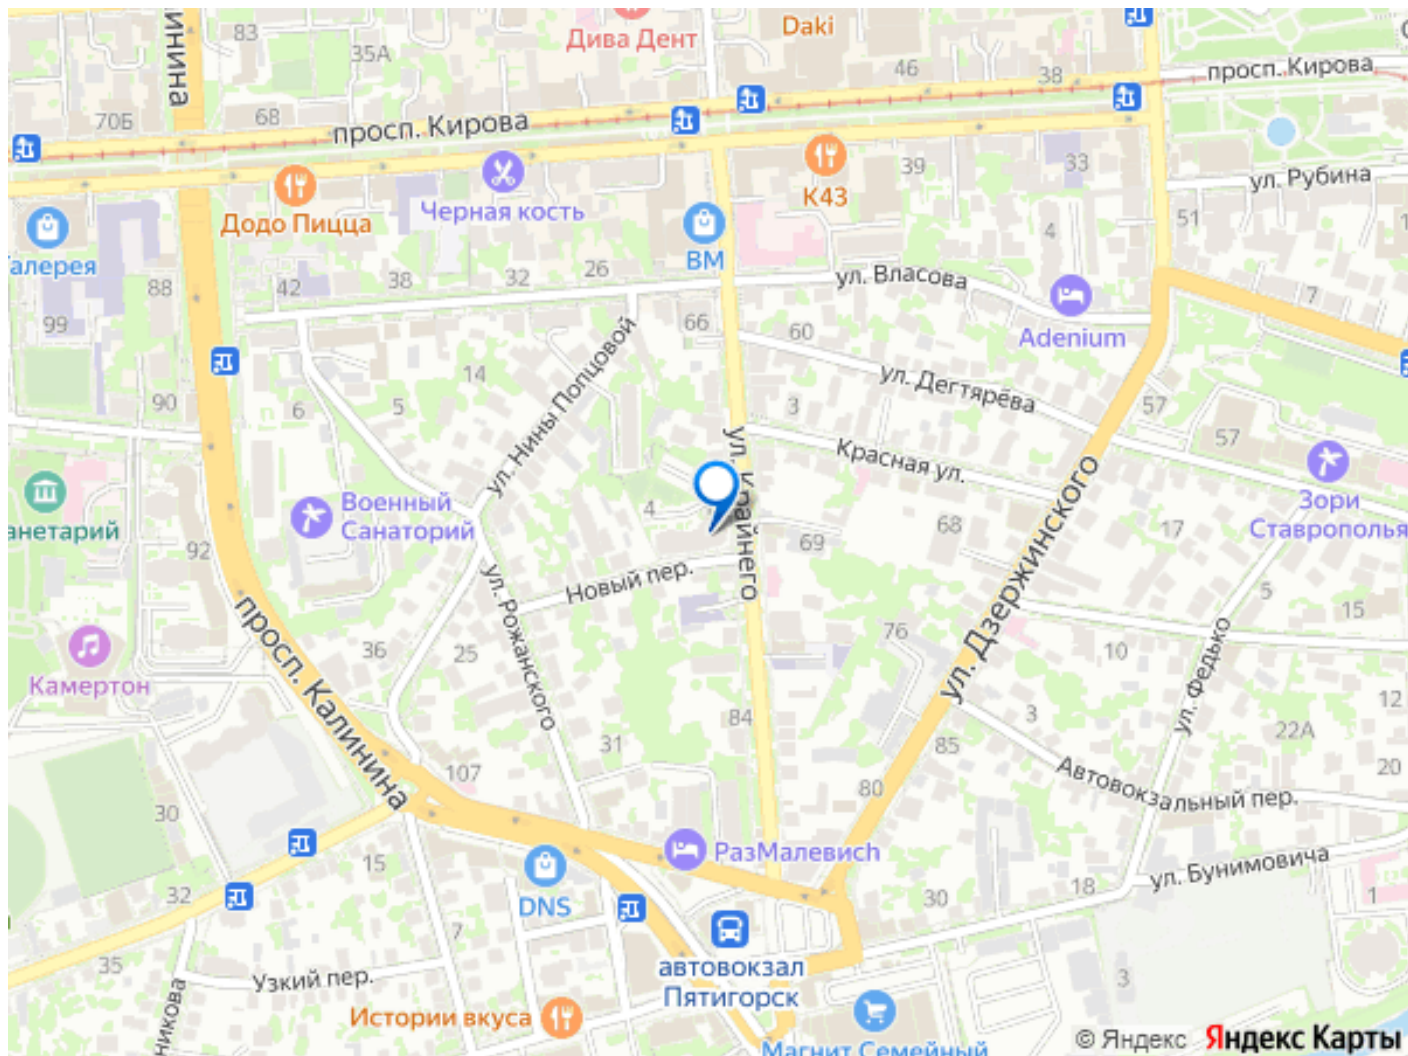 Дива Дент
Daki
83
35А
46
38
просп. Кирова
70Б
68
просп. Кирова
К43
39
33
ул. Рубина
Додо Пицца
Черная кость
ВМ
51
4
88
42
38
32
26
ул. Власова
7
99
66
60
Adenium
14
ул. Нины Попцовой
ул. Дегтярёва
90
6
5
3
57
57
Красная ул.
ул. Крайнего
Военный
Санаторий
4
Зори
Ставрополья
68
17
69
92
ул. Дзержинского
Новый пер.
ул. Рожанского
5
15
просп. Калинина
76
10
36
25
Камертон
ул. Федько
12
84
3
22А
31
85
20
107
80
Автовокзальный пер.
30
15
РазМалевич
ул. Бунимовича
32
DNS
18
30
1
7
автовокзал
Пятигорск
35
Узкий пер.
3
Истории вкуса
Магнит Семейный
© Яндекс Яндекс Карты